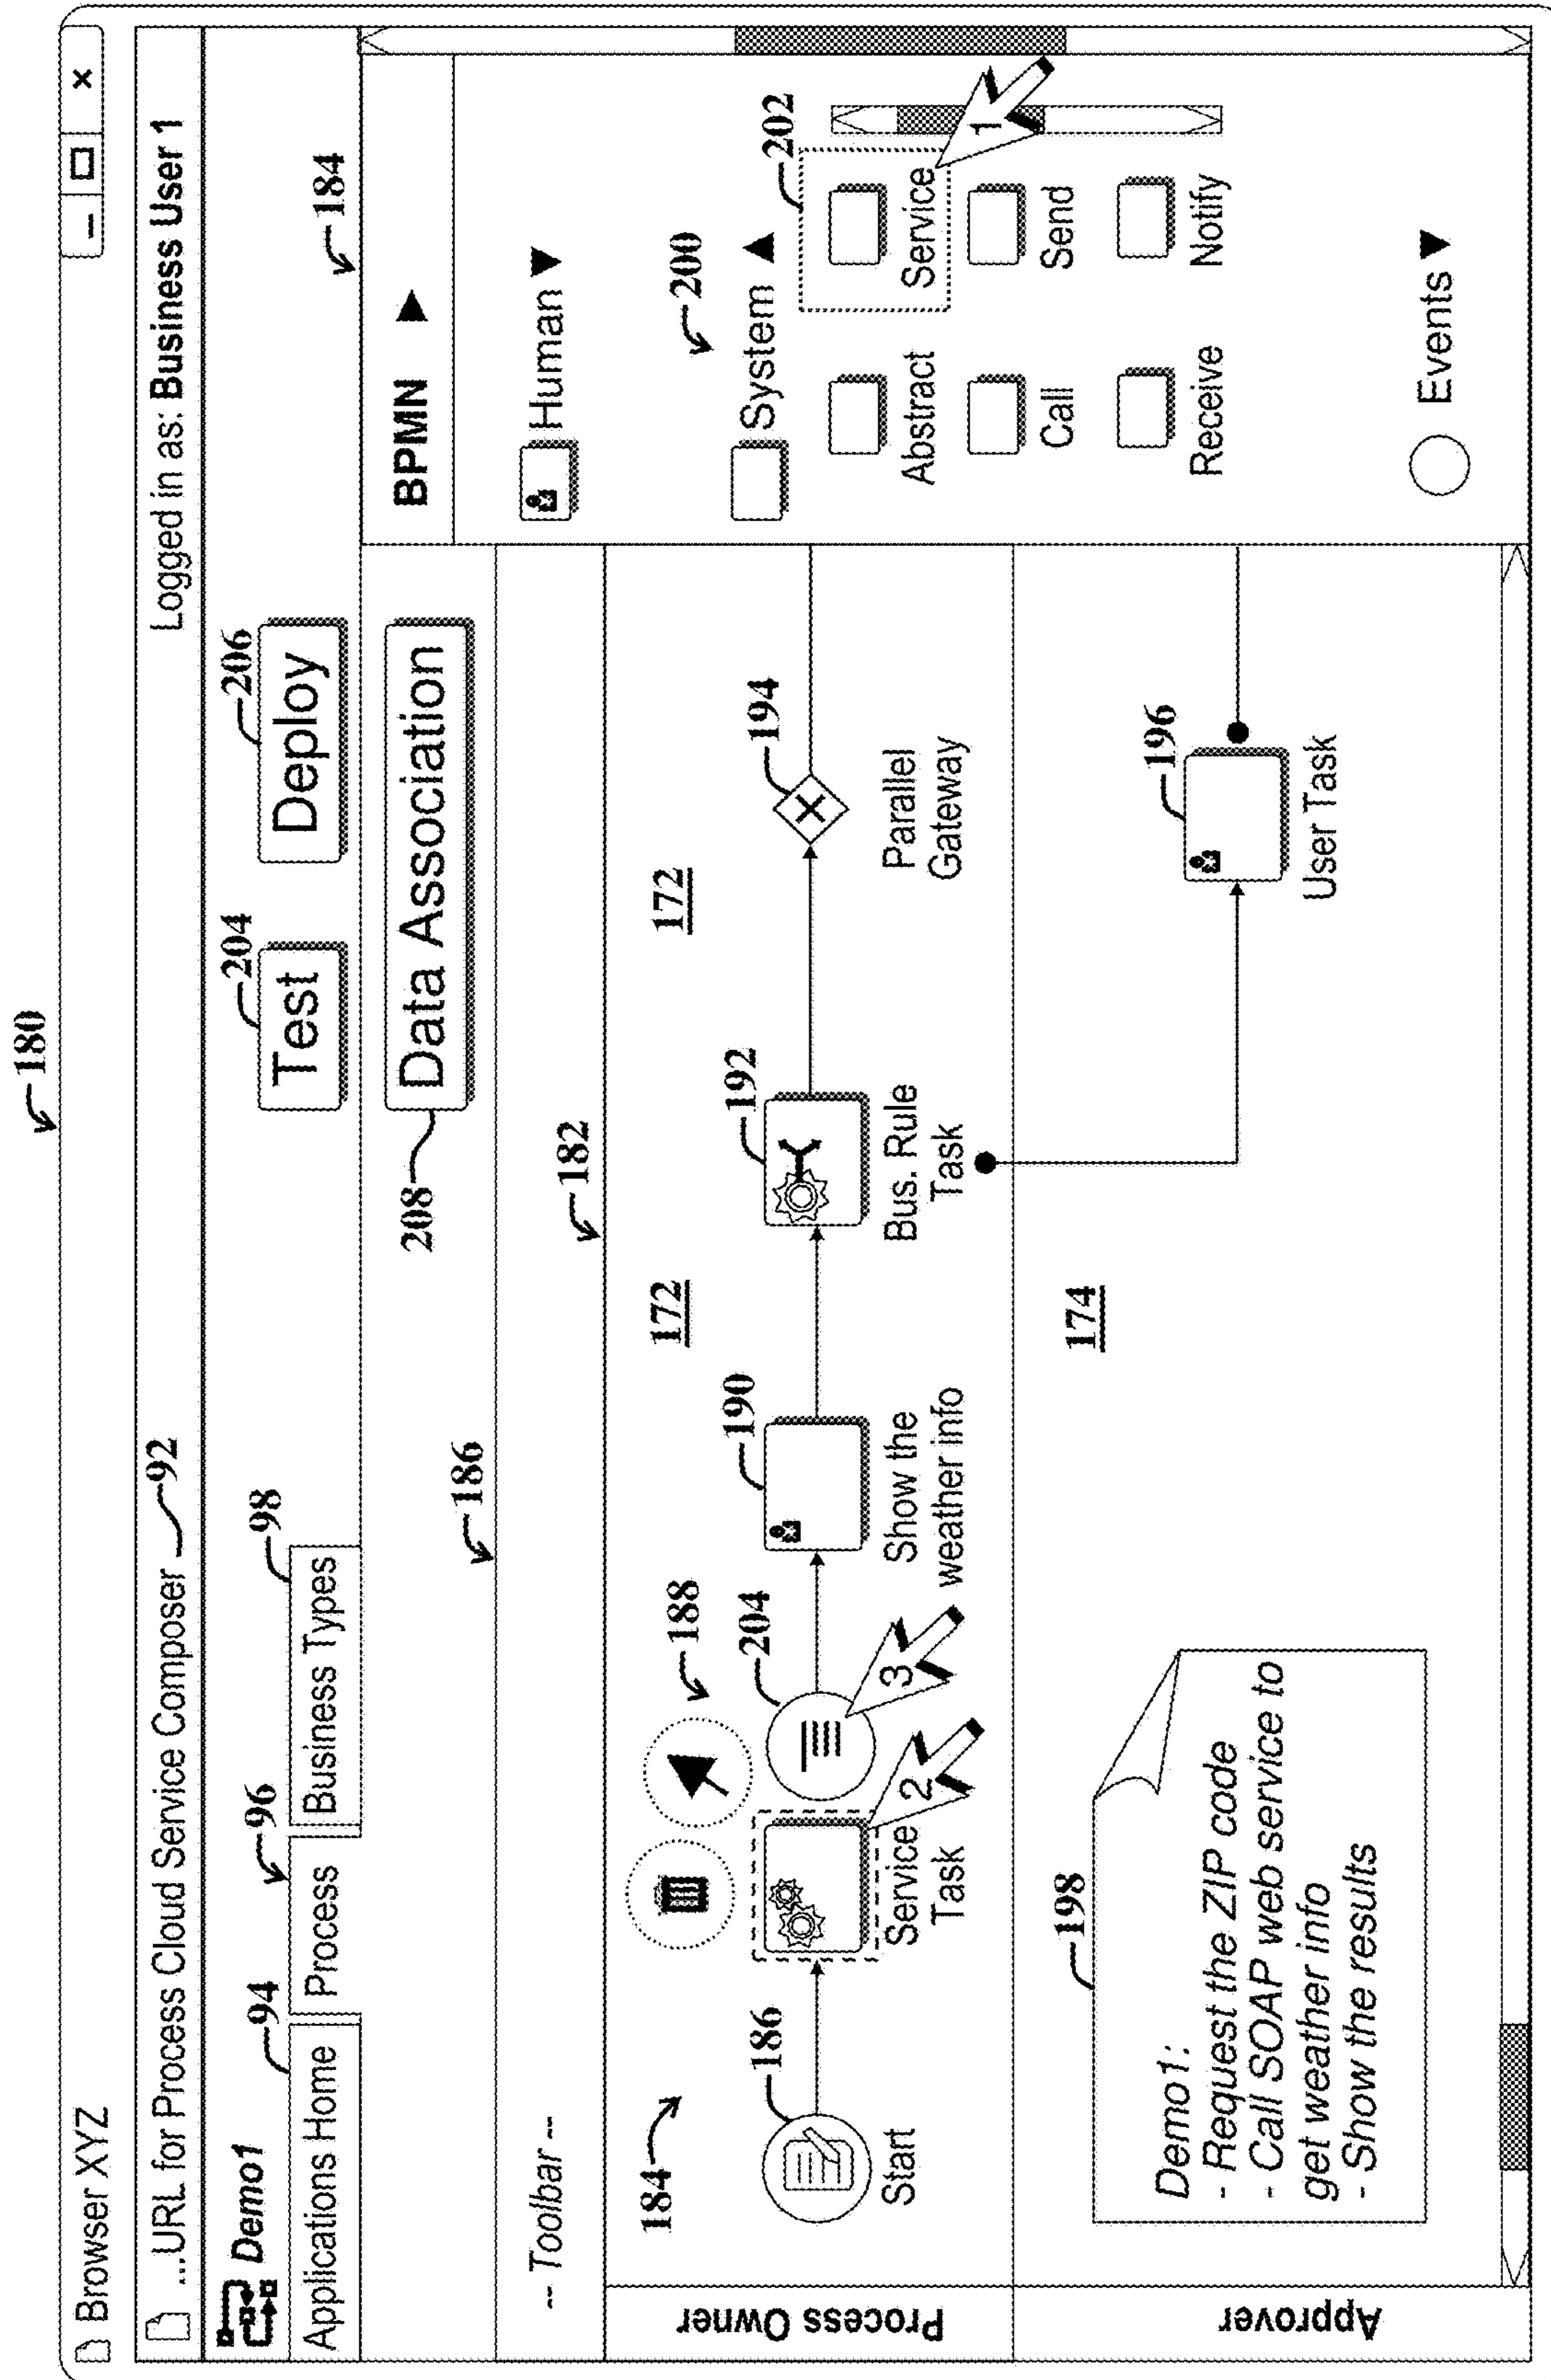 180
Browser XYZ
...URL for Process Cloud Service Composer
92
Logged in as: Business User 1
Demo1
94
96
98
204
206
184
Applications Home
Process
Business Types
Test
Deploy
208
Data Association
186
-- Toolbar --
182
BPMN
Human
200
System
202
Abstract
Service
1
Call
Send
Receive
Notify
Events
Process Owner
184
172
172
188
186
204
190
192
194
Start
Service
Task
2
3
Show the
weather info
Bus. Rule
Task
Parallel
Gateway
Approver
174
198
196
User Task
Demo1:
- Request the ZIP code
- Call SOAP web service to
get weather info
- Show the results